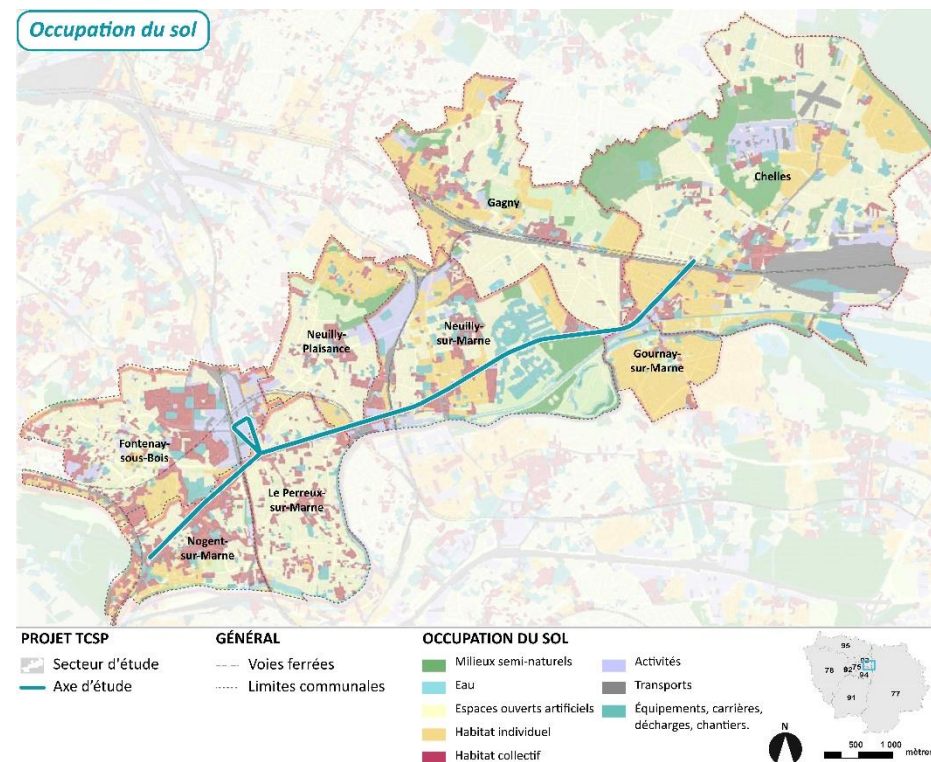 Occupation du sol
Chelles
Gagny
Neuilly-
Plaisance
Neuilly-
sur-Marne
Gournay-
sur-Marne
Fontenay-
sous-Bois
Le Perreux-
sur-Marne
Nogent-
sur-Marne
PROJET TCSP
Secteur d'étude
Axe d'étude
GÉNÉRAL
Voies ferrées
Limites communales
OCCUPATION DU SOL
Milieux semi-naturels
Eau
Espaces ouverts artificiels
Habitat individuel
Habitat collectif
Activités
Transports
Équipements, carrières,
décharges, chantiers.
95
78
92
75
93
94
91
77
N
500
1 000
mètres